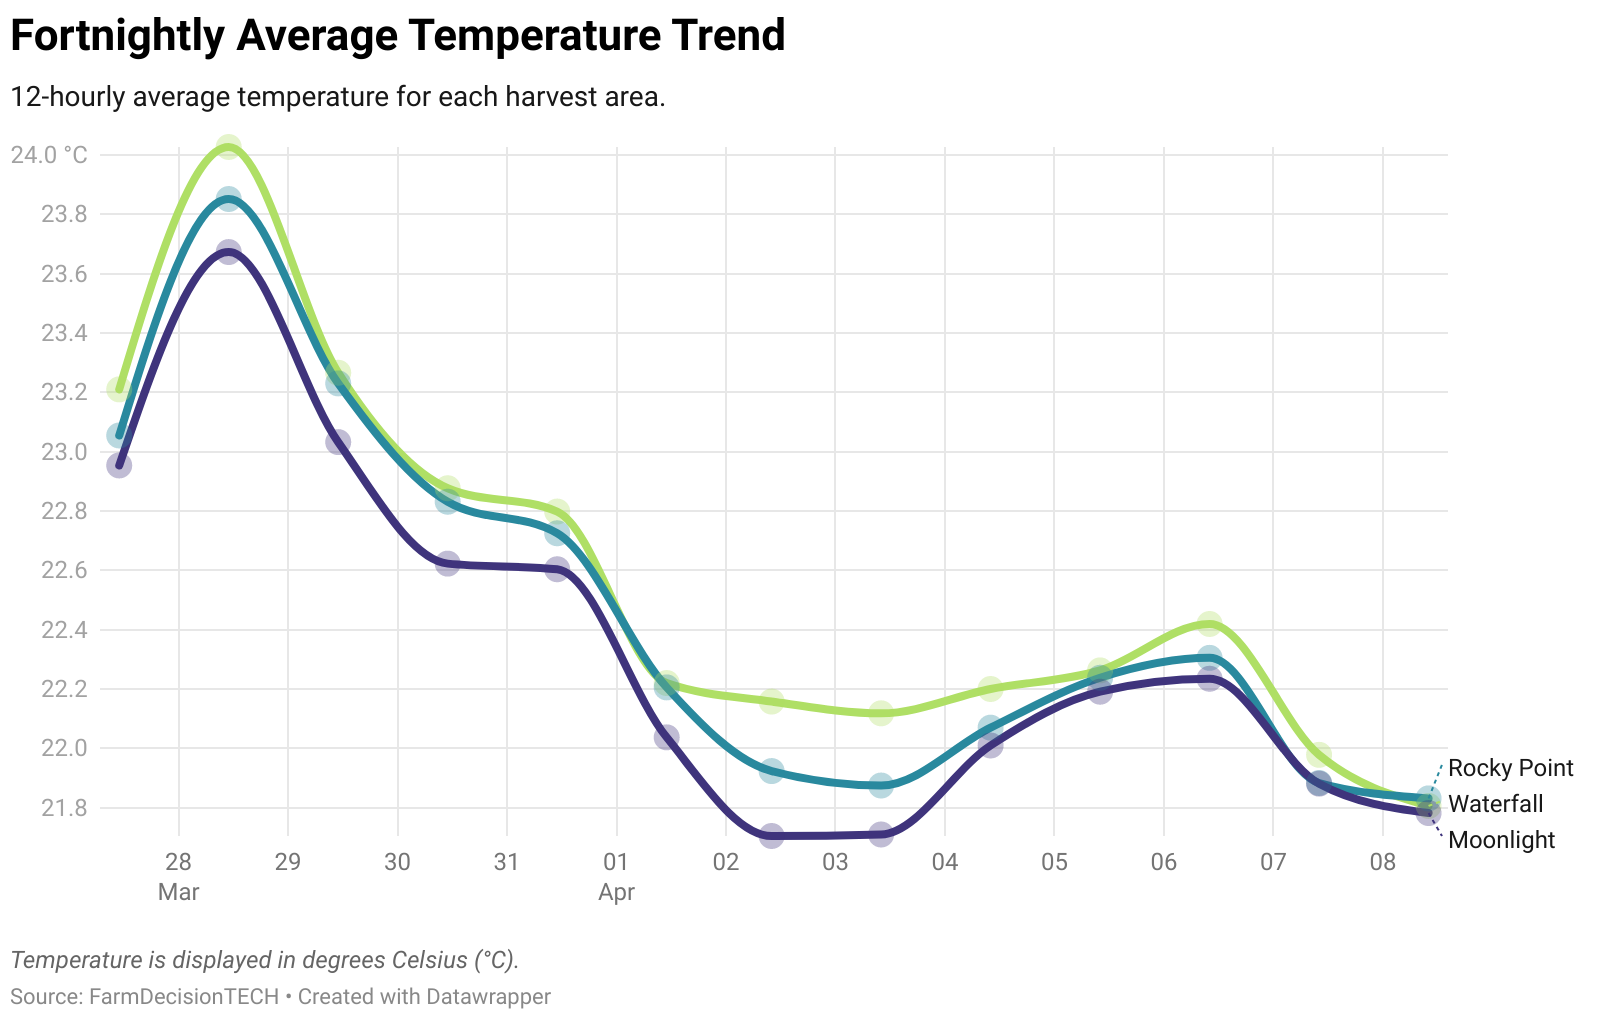 Fortnightly Average Temperature Trend
12-hourly average temperature for each harvest area.
24.0 °C
23.8
23.6
23.4
23.2
23.0
22.8
22.6
22.4
22.2
22.0
21.8
Rocky Point
Waterfall
Moonlight
28 29 30 31 01 02 03 04 05 06 07 08
Mar Apr
Temperature is displayed in degrees Celsius (°C).
Source: FarmDecisionTECH • Created with Datawrapper